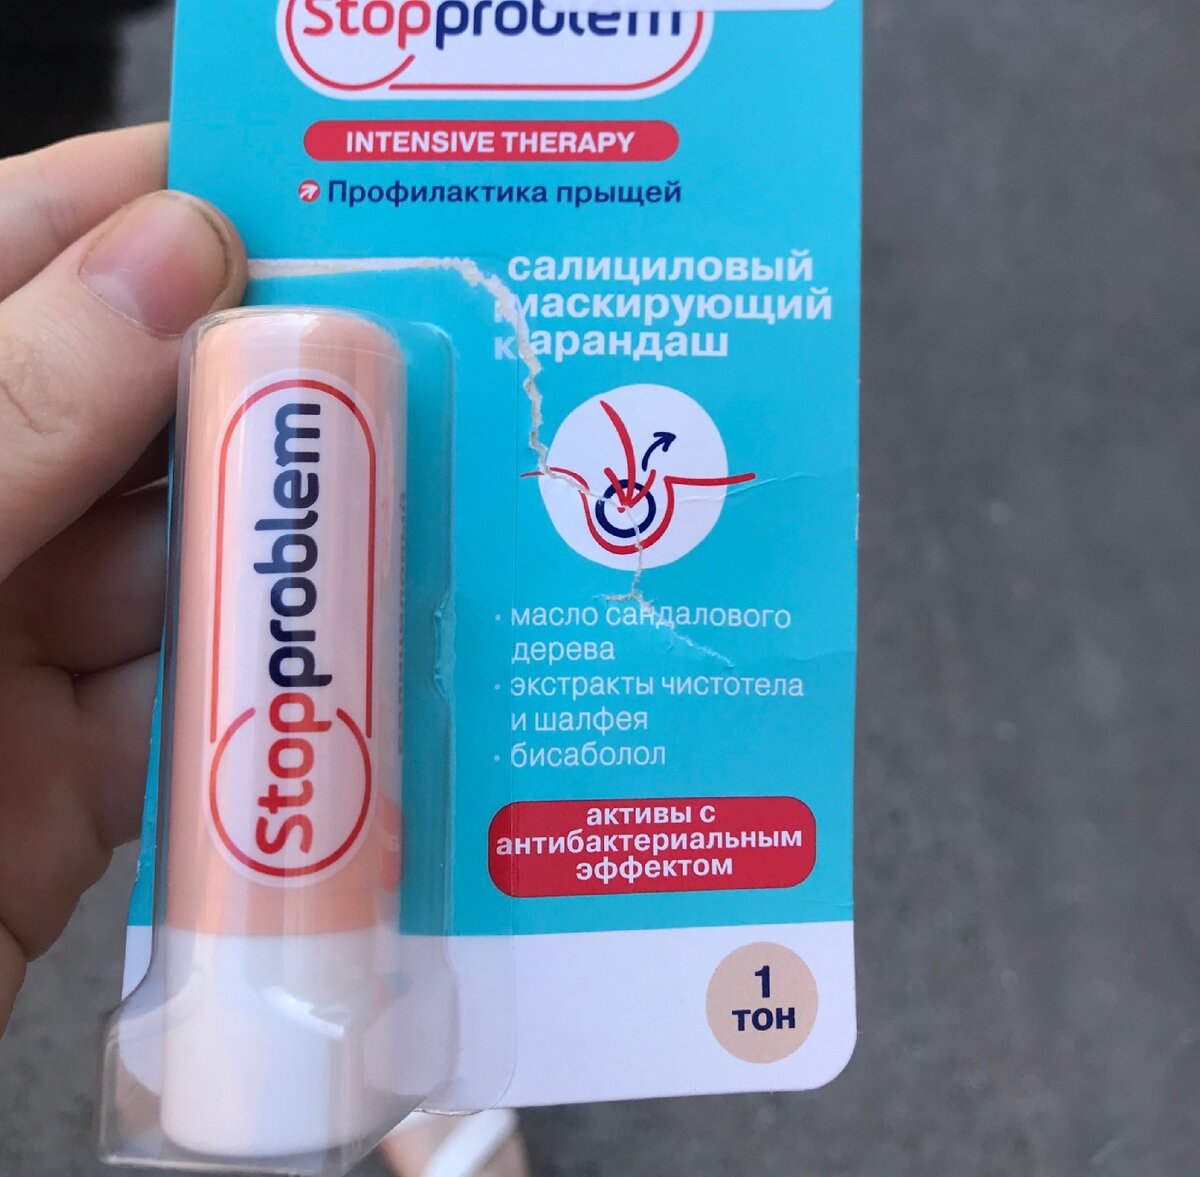 Stopproblem
INTENSIVE THERAPY
Профилактика прыщей
салициловый
маскирующий
карандаш
• масло сандалового
дерева
• экстракты чистотела
и шалфея
• бисаболол
активы с
антибактериальным
эффектом
1
тон
Stopproblem